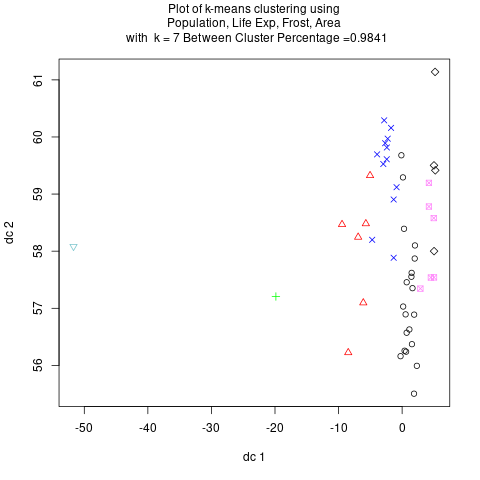 Plot of k-means clustering using
Population, Life Exp, Frost, Area
with k = 7 Between Cluster Percentage =0.9841
61
60
59
58
57
56
dc 2
-50
-40
-30
-20
-10
0
dc 1